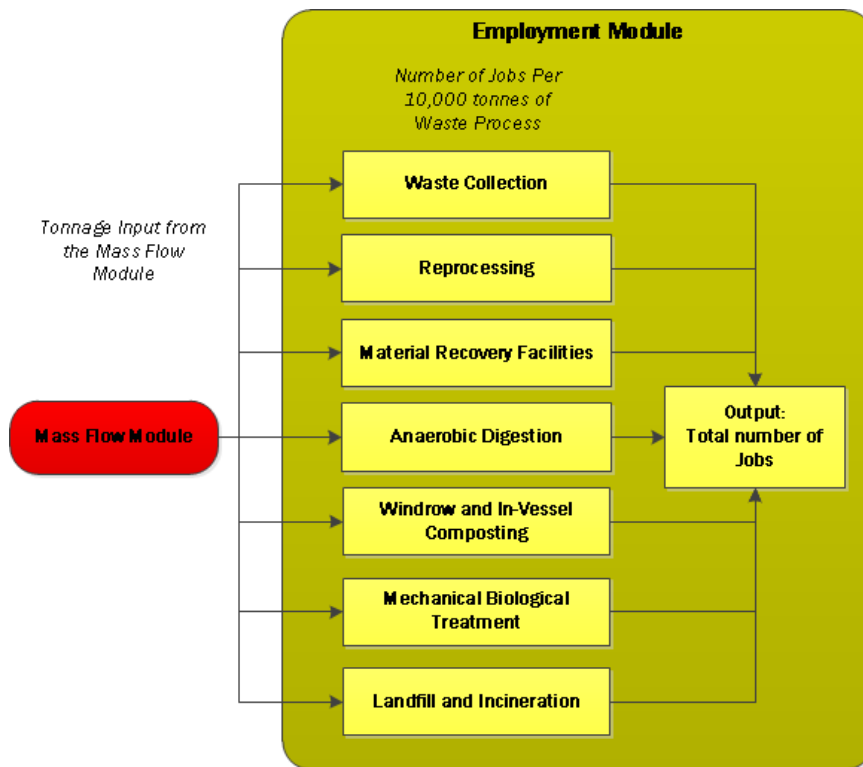 Employment Module
Number of Jobs Per
10,000 tonnes of
Waste Process
Waste Collection
Tonnage Input from
the Mass Flow
Module
Reprocessing
Material Recovery Facilities
Mass Flow Module
Anaerobic Digestion
Output:
Total number of
Jobs
Windrow and In-Vessel
Composting
Mechanical Biological
Treatment
Landfill and Incineration